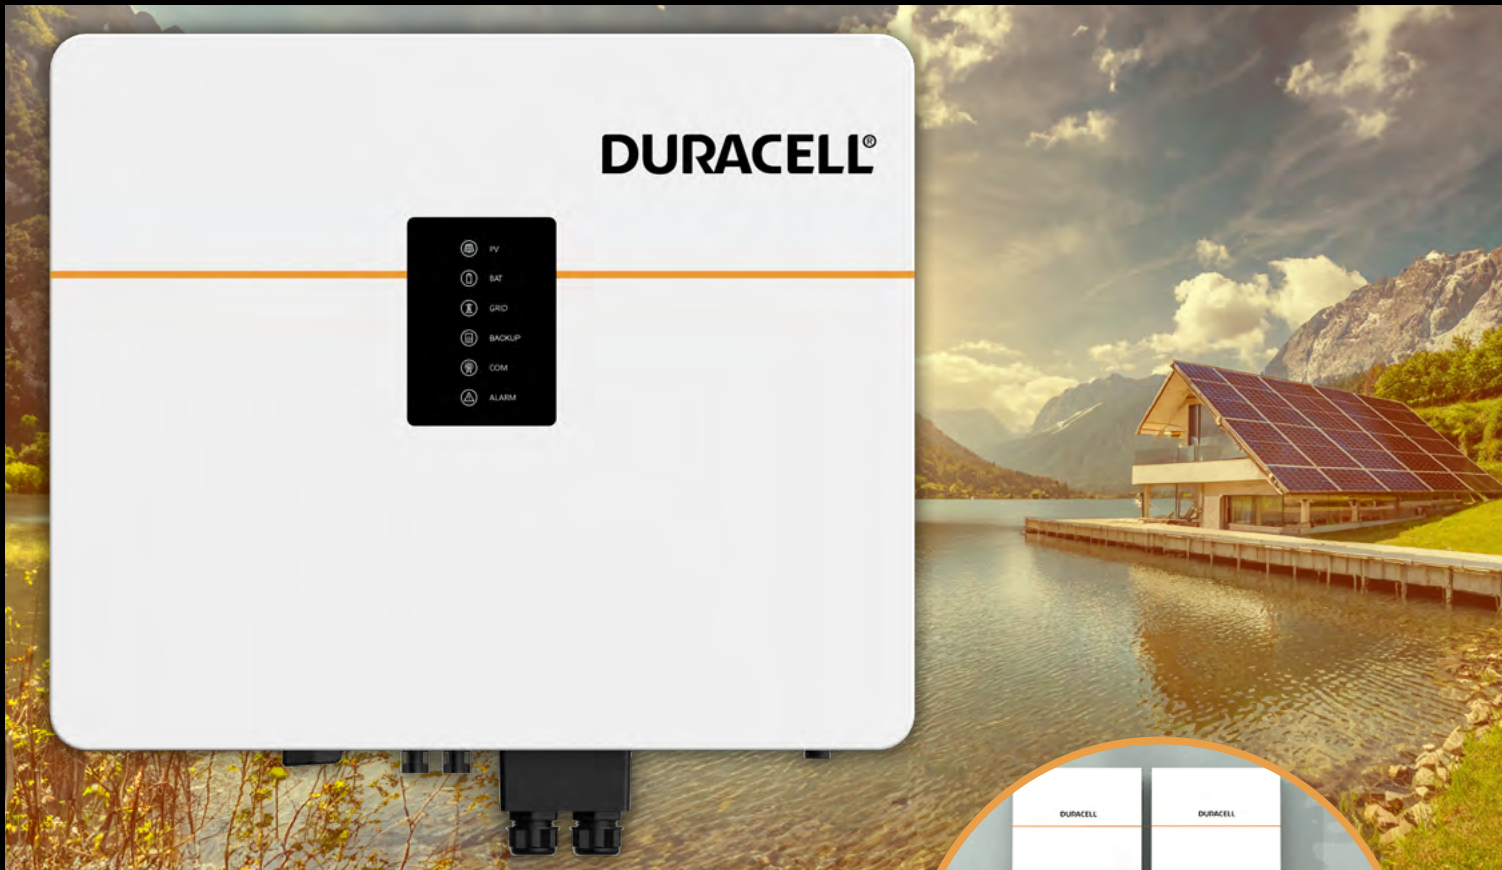 DURACELL®
PV
BAT
GRID
BACKUP
COM
ALARM
DURACELL
DURACELL